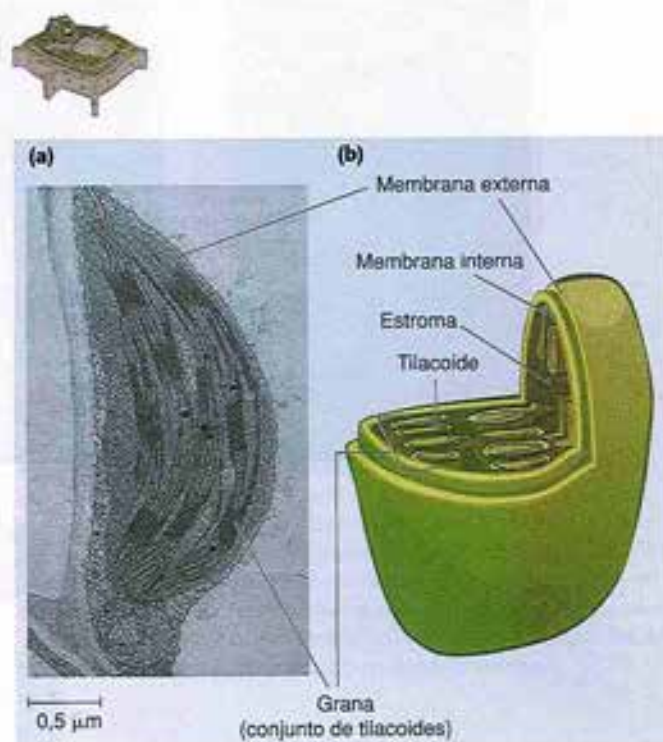 (a)
(b)
Membrana externa
Membrana interna
Estroma
Tilacoide
Grana
(conjunto de tilacoides)
0,5 μm